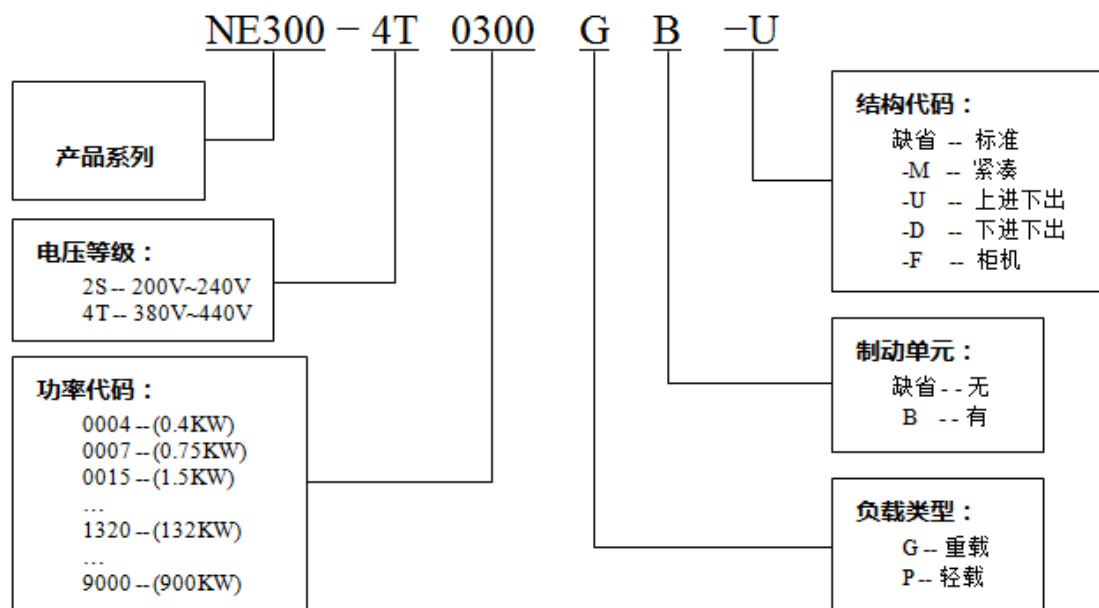 NE300 - 4T 0300 G B -U
产品系列
电压等级：
2S -- 200V~240V
4T -- 380V~440V
功率代码：
0004 -- (0.4KW)
0007 -- (0.75KW)
0015 -- (1.5KW)
...
1320 -- (132KW)
...
9000 -- (900KW)
结构代码：
缺省 -- 标准
-M -- 紧凑
-U -- 上进下出
-D -- 下进下出
-F -- 柜机
制动单元：
缺省 -- 无
B -- 有
负载类型：
G -- 重载
P -- 轻载